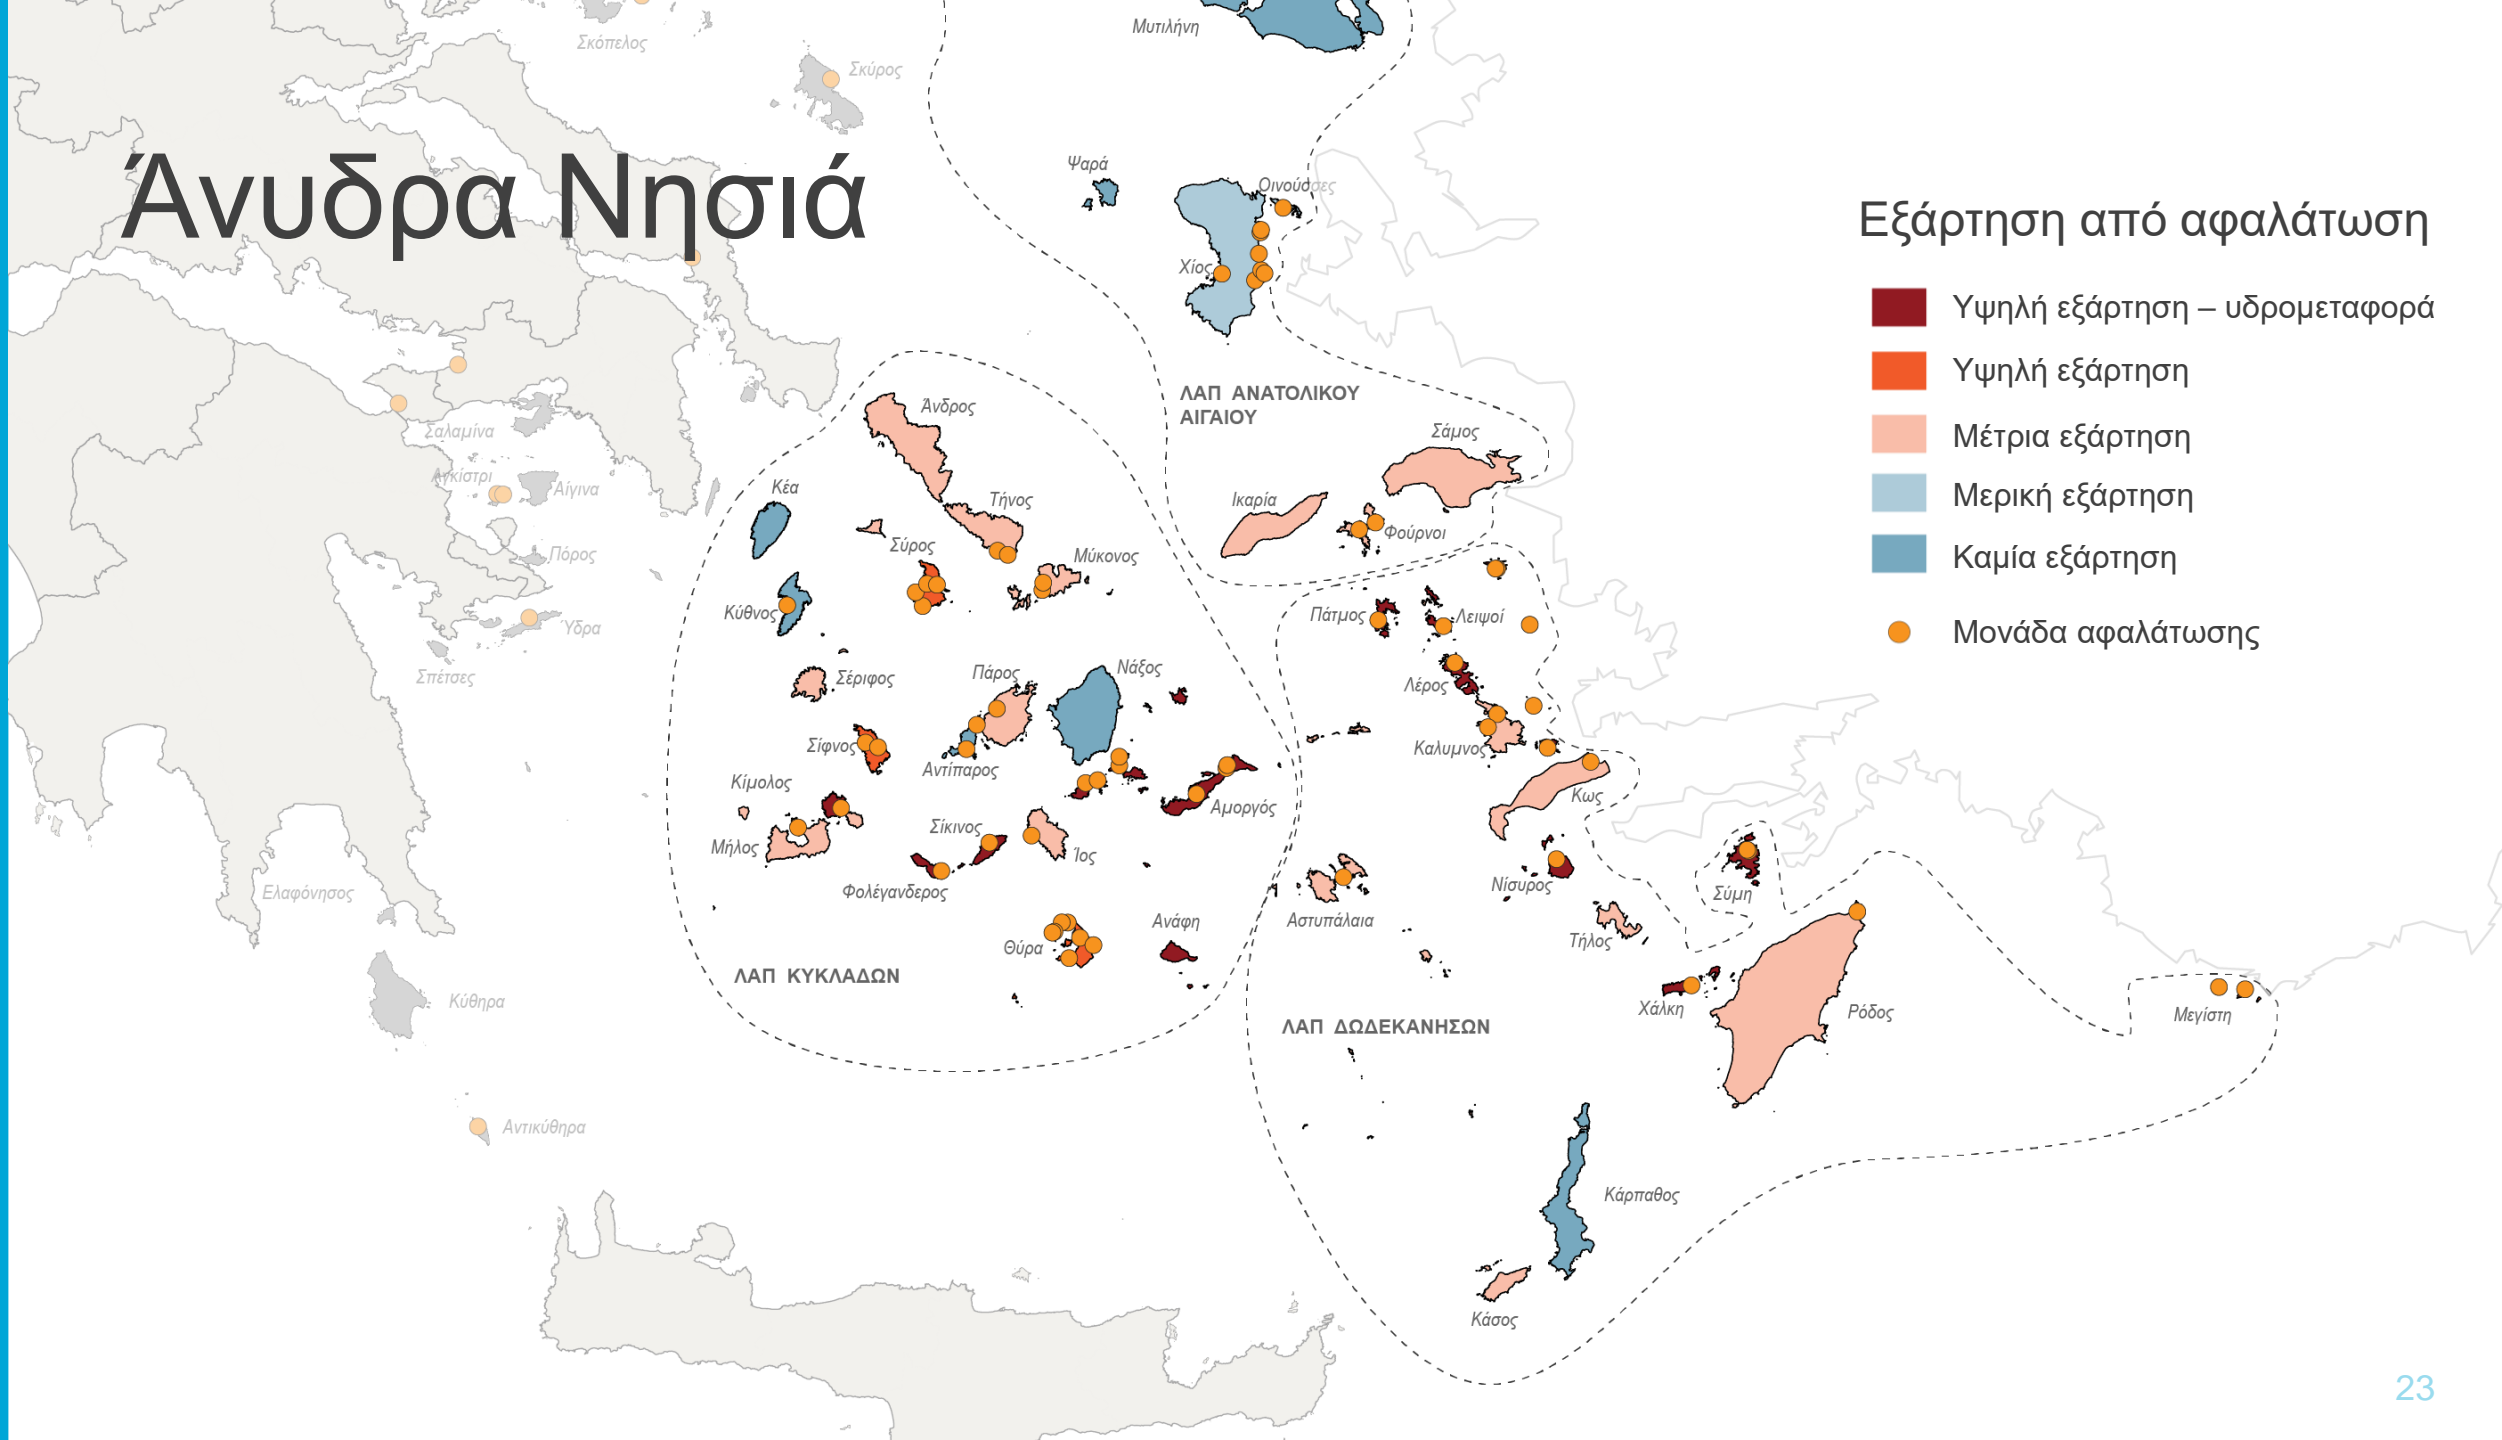 Άνυδρα Νησιά
Εξάρτηση από αφαλάτωση
Υψηλή εξάρτηση – υδρομεταφορά
Υψηλή εξάρτηση
Μέτρια εξάρτηση
Μερική εξάρτηση
Καμία εξάρτηση
Μονάδα αφαλάτωσης
Μυτιλήνη
Σκόπελος
Σκύρος
Ψαρά
Οινούσσες
Χίος
ΛΑΠ ΑΝΑΤΟΛΙΚΟΥ
ΑΙΓΑΙΟΥ
Άνδρος
Σάμος
Σαλαμίνα
Αγκίστρι
Αίγινα
Κέα
Τήνος
Ικαρία
Φούρνοι
Σύρος
Μύκονος
Πόρος
Κύθνος
Πάτμος
Λειψοί
Ύδρα
Σπέτσες
Σέριφος
Πάρος
Νάξος
Λέρος
Σίφνος
Αντίπαρος
Καλυμνος
Κίμολος
Κως
Αμοργός
Μήλος
Σίκινος
Ίος
Φολέγανδρος
Νίσυρος
Σύμη
Ελαφόνησος
Αστυπάλαια
Ανάφη
Θύρα
Τήλος
ΛΑΠ ΚΥΚΛΑΔΩΝ
Κύθηρα
Χάλκη
Ρόδος
Μεγίστη
ΛΑΠ ΔΩΔΕΚΑΝΗΣΩΝ
Αντικύθηρα
Κάρπαθος
Κάσος
23